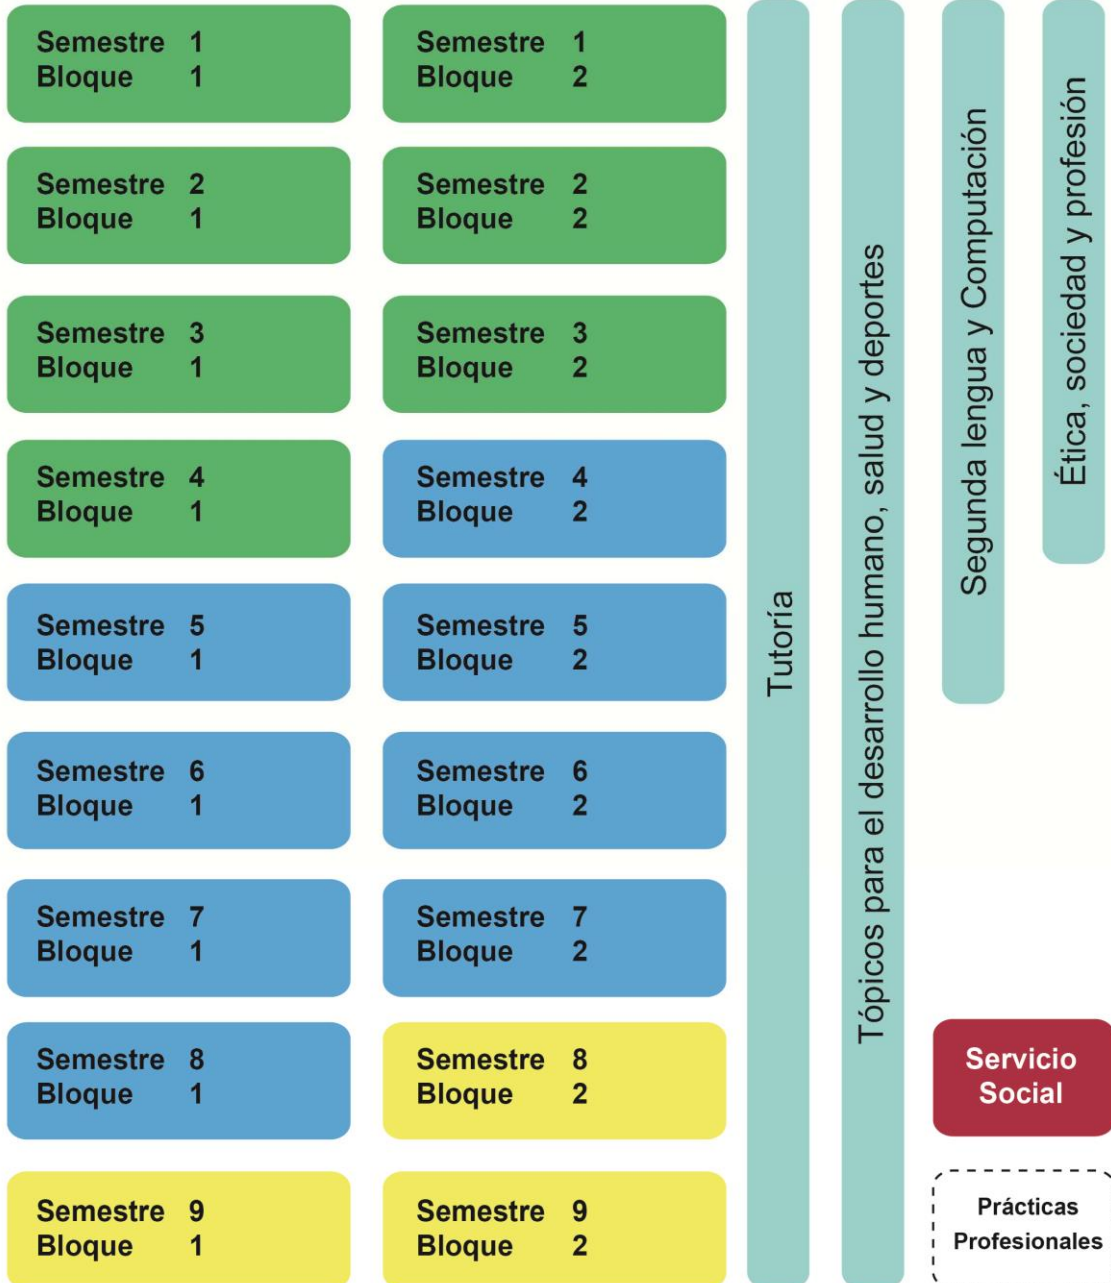 Semestre 1
Bloque 1
Semestre 1
Bloque 2
Semestre 2
Bloque 1
Semestre 2
Bloque 2
Semestre 3
Bloque 1
Semestre 3
Bloque 2
Semestre 4
Bloque 1
Semestre 4
Bloque 2
Semestre 5
Bloque 1
Semestre 5
Bloque 2
Semestre 6
Bloque 1
Semestre 6
Bloque 2
Semestre 7
Bloque 1
Semestre 7
Bloque 2
Semestre 8
Bloque 1
Semestre 8
Bloque 2
Semestre 9
Bloque 1
Semestre 9
Bloque 2
Tutoría
Tópicos para el desarrollo humano, salud y deportes
Segunda lengua y Computación
Ética, sociedad y profesión
Servicio
Social
Prácticas
Profesionales